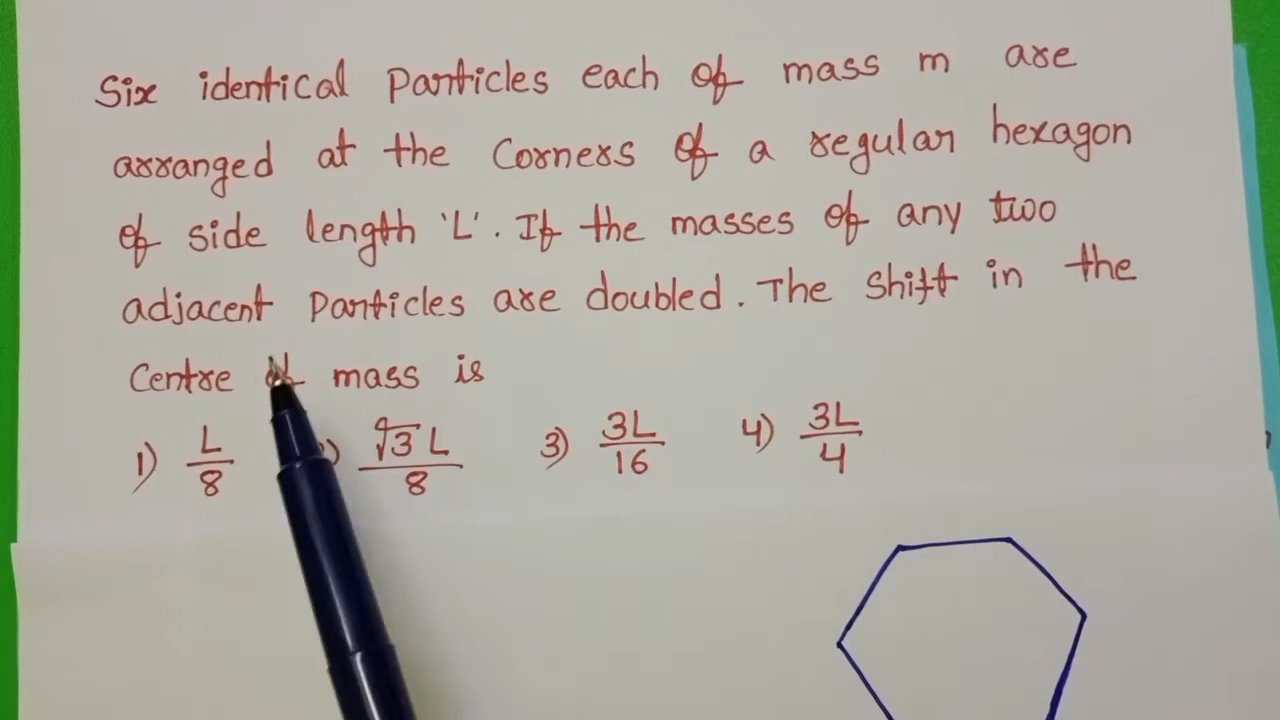 Six identical Particles each of mass m are
arranged at the Corners of a regular hexagon
of side length 'L'. If the masses of any two
adjacent Particles are doubled. The Shift in the
Centre of mass is
1) L/8 √3 L/8 3) 3L/16 4) 3L/4